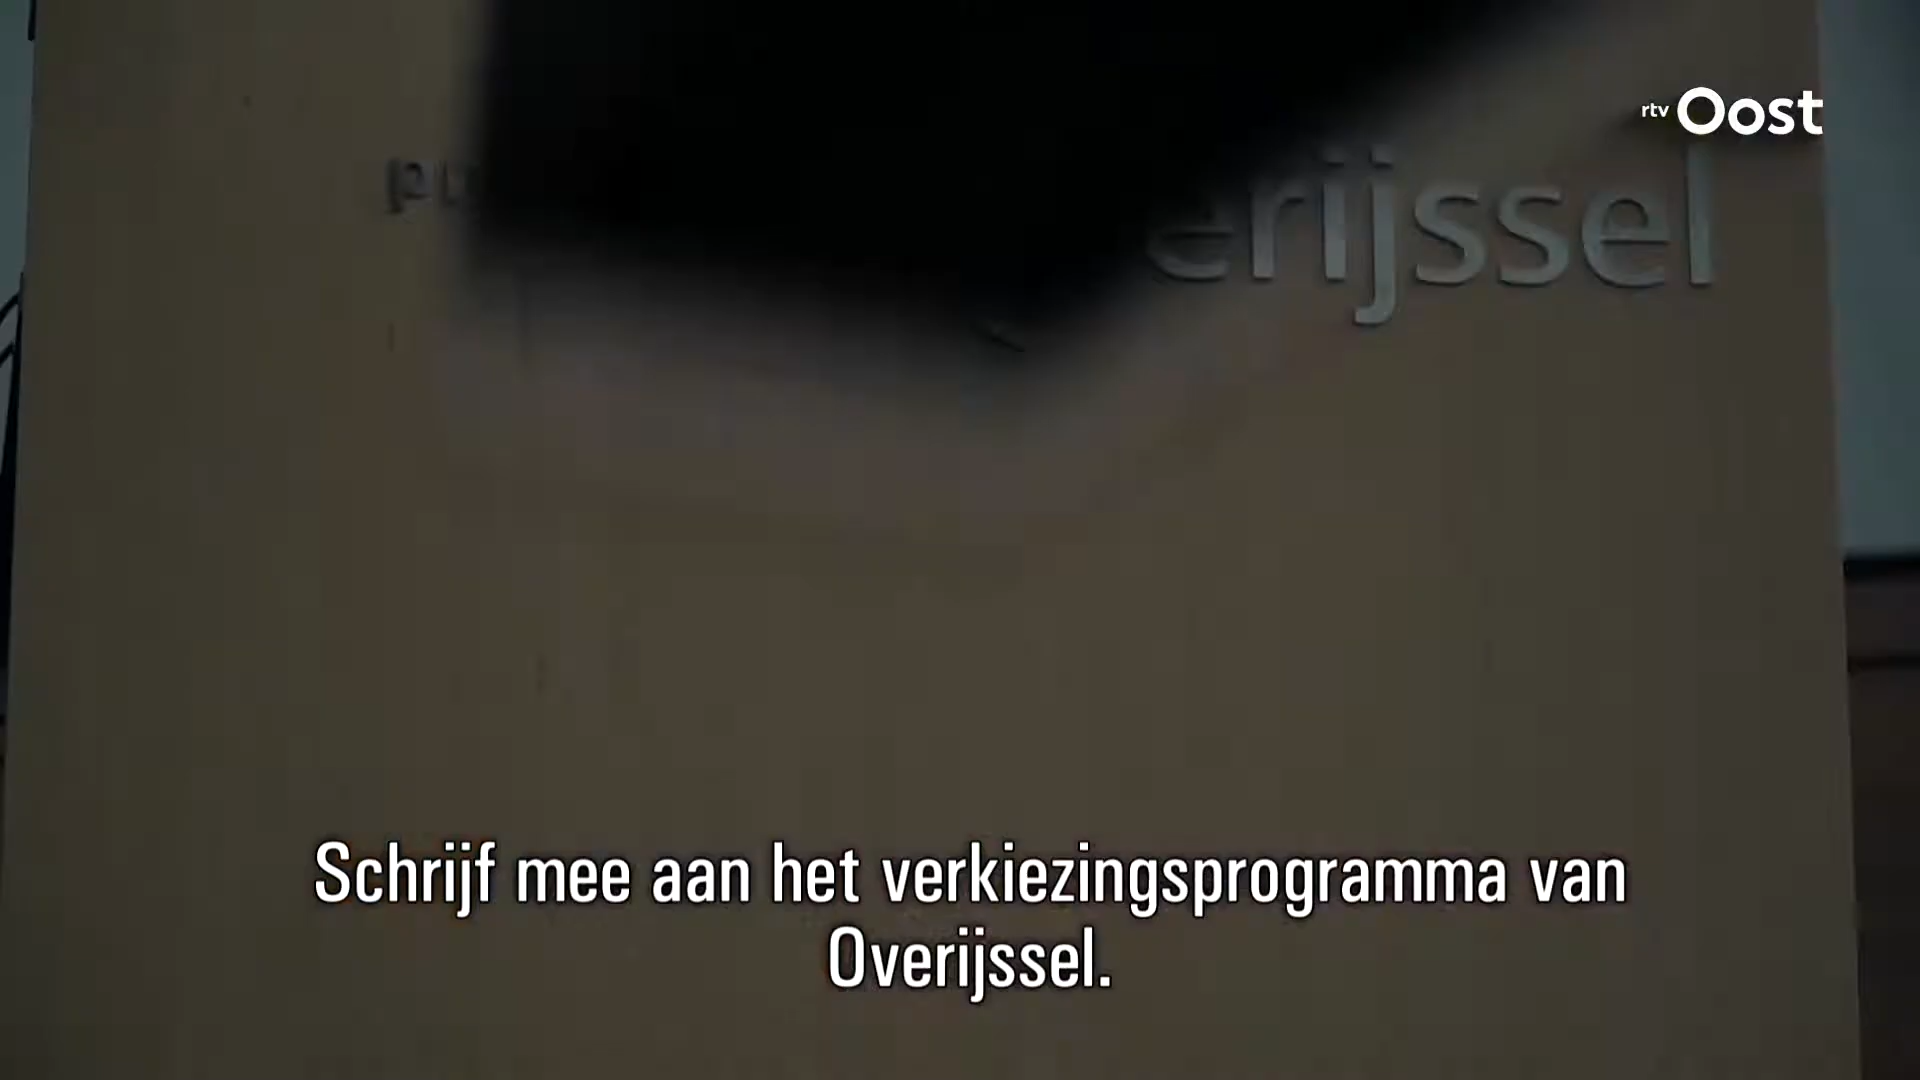 rtv Oost
erijssel
Schrijf mee aan het verkiezingsprogramma van
Overijssel.